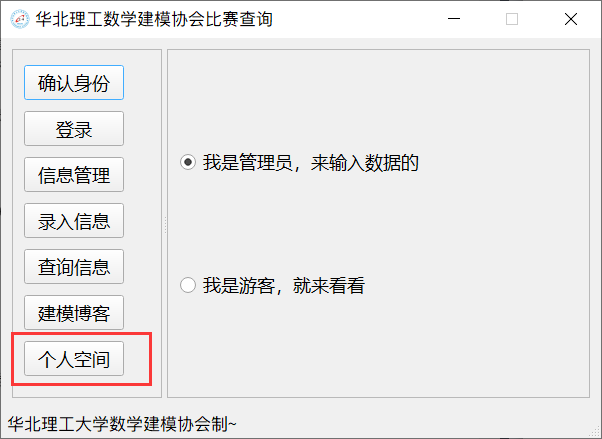 华北理工数学建模协会比赛查询
确认身份
登录
信息管理
录入信息
查询信息
建模博客
个人空间
我是管理员，来输入数据的
我是游客，就来看看
华北理工大学数学建模协会制~